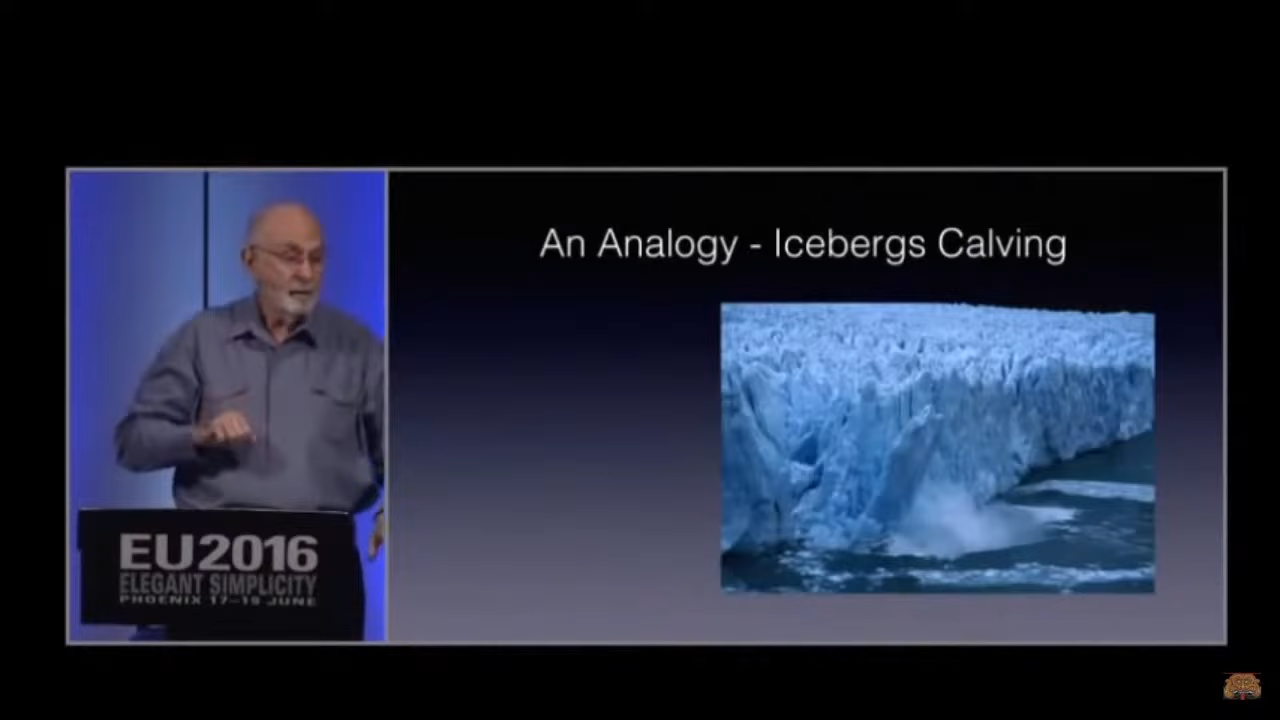 An Analogy - Icebergs Calving
EU2016
ELEGANT SIMPLICITY
PHOENIX 17-19 JUNE